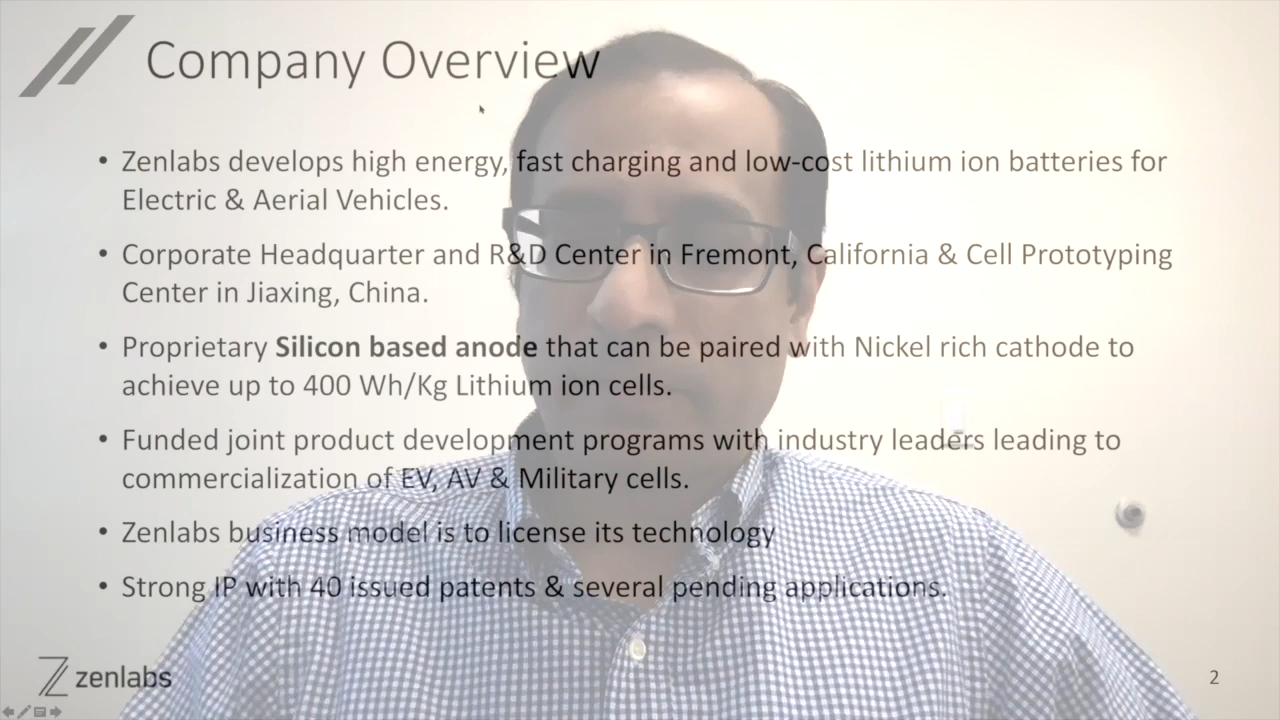 Company Overview
• Zenlabs develops high energy, fast charging and low-cost lithium ion batteries for
Electric & Aerial Vehicles.
• Corporate Headquarter and R&D Center in Fremont, California & Cell Prototyping
Center in Jiaxing, China.
• Proprietary Silicon based anode that can be paired with Nickel rich cathode to
achieve up to 400 Wh/Kg Lithium ion cells.
• Funded joint product development programs with industry leaders leading to
commercialization of EV, AV & Military cells.
• Zenlabs business model is to license its technology
• Strong IP with 40 issued patents & several pending applications.
zenlabs
2